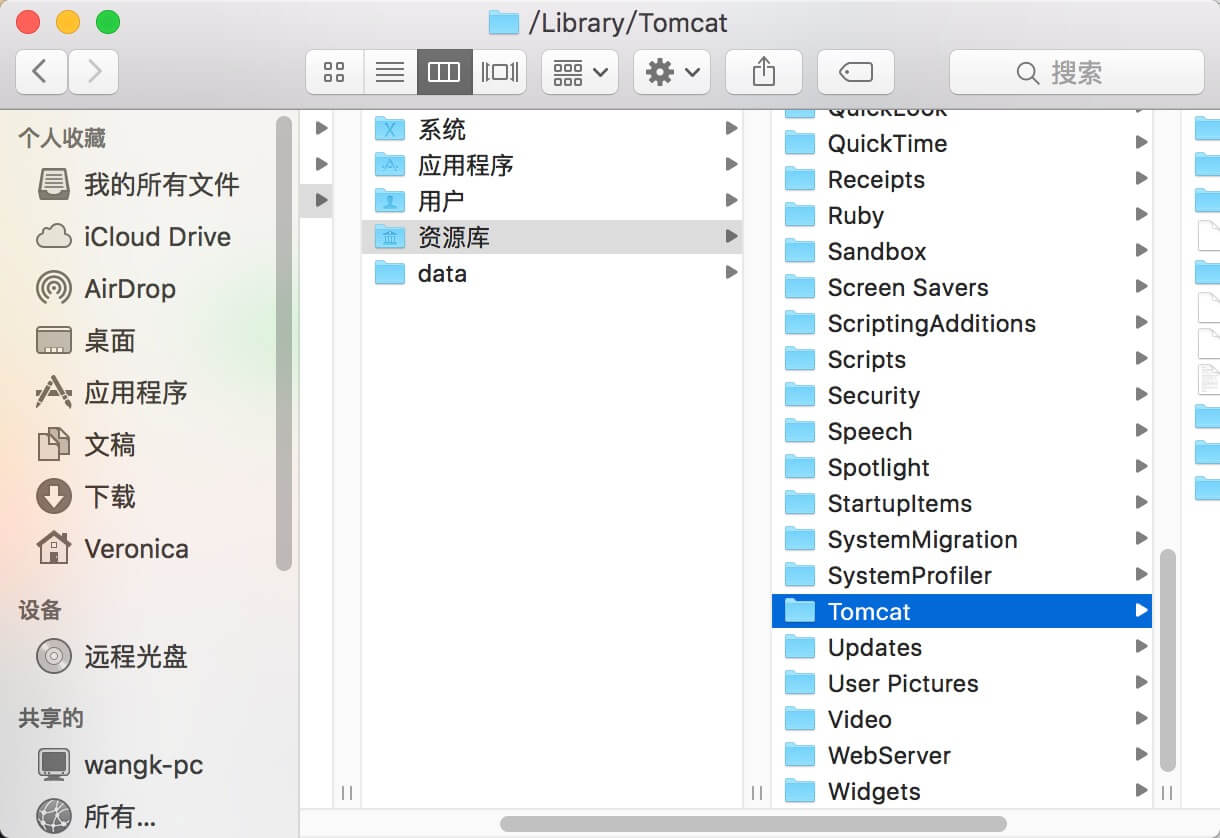 /Library/Tomcat
搜索
个人收藏
我的所有文件
iCloud Drive
AirDrop
桌面
应用程序
文稿
下载
Veronica
设备
远程光盘
共享的
wangk-pc
所有...
系统
应用程序
用户
资源库
data
QuickLook
QuickTime
Receipts
Ruby
Sandbox
Screen Savers
ScriptingAdditions
Scripts
Security
Speech
Spotlight
StartupItems
SystemMigration
SystemProfiler
Tomcat
Updates
User Pictures
Video
WebServer
Widgets